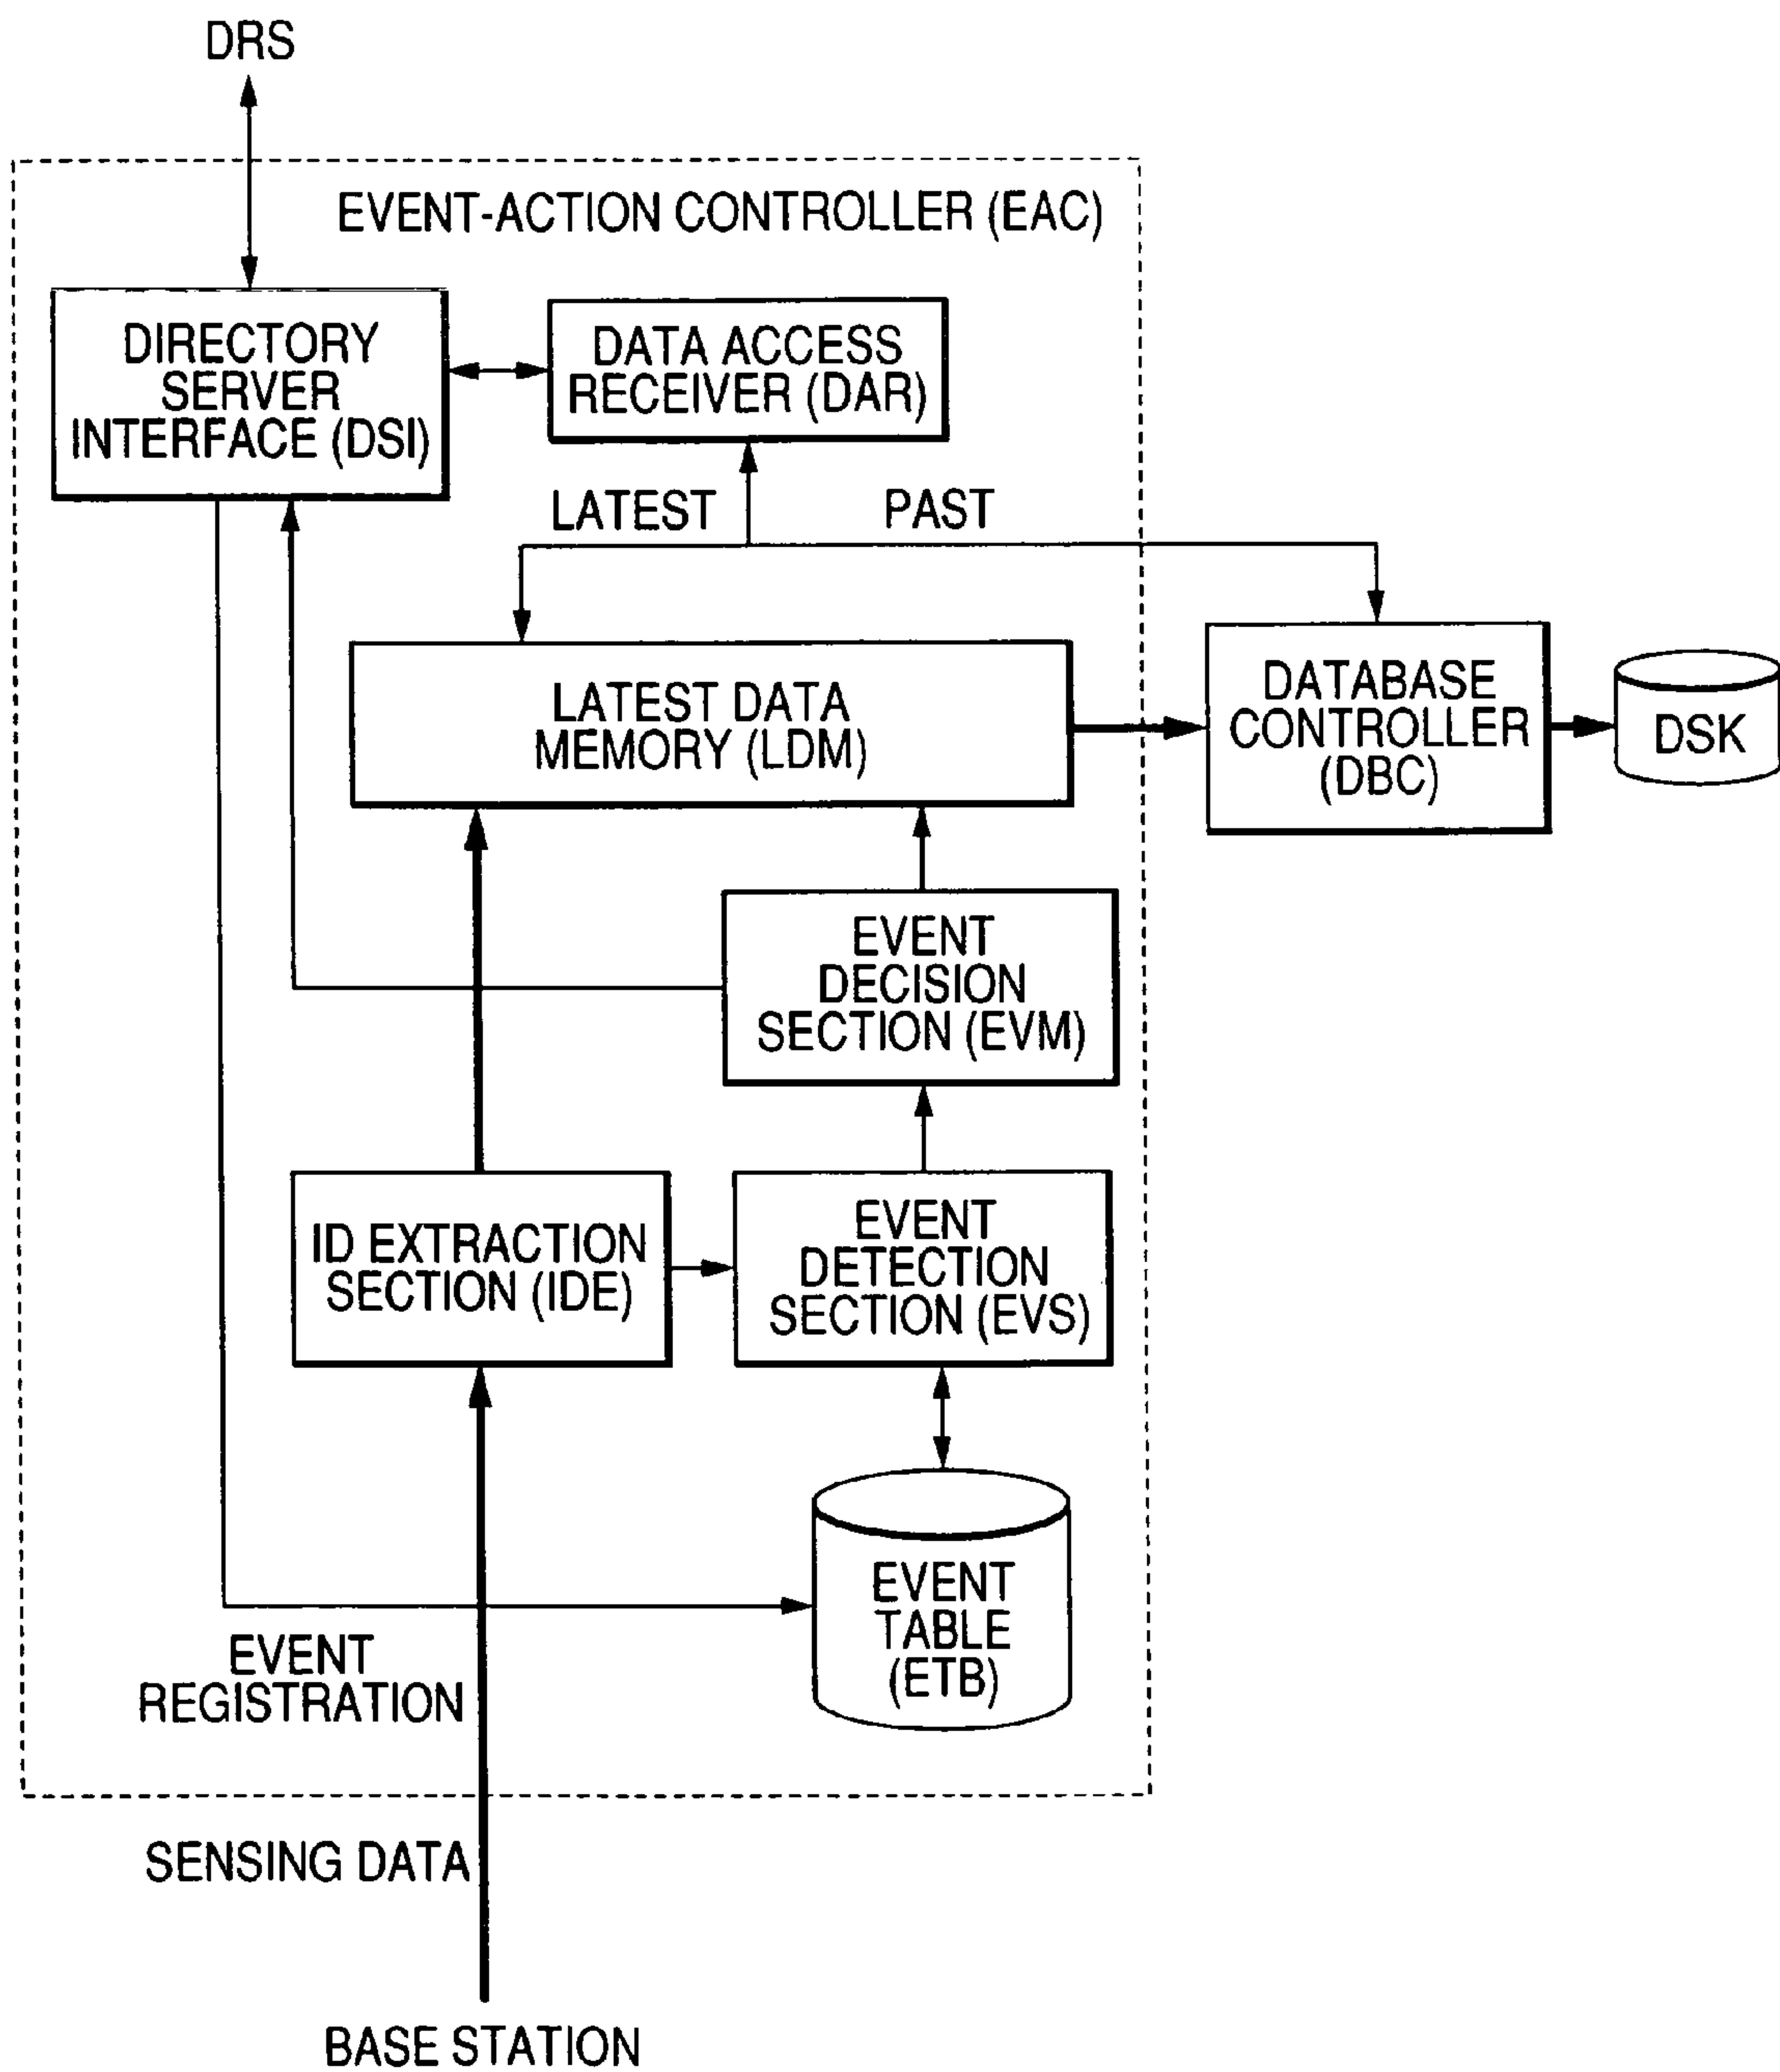 DRS
EVENT-ACTION CONTROLLER (EAC)
DIRECTORY
SERVER
INTERFACE (DSI)
DATA ACCESS
RECEIVER (DAR)
LATEST
PAST
LATEST DATA
MEMORY (LDM)
DATABASE
CONTROLLER
(DBC)
DSK
EVENT
DECISION
SECTION (EVM)
ID EXTRACTION
SECTION (IDE)
EVENT
DETECTION
SECTION (EVS)
EVENT
TABLE
(ETB)
EVENT
REGISTRATION
SENSING DATA
BASE STATION